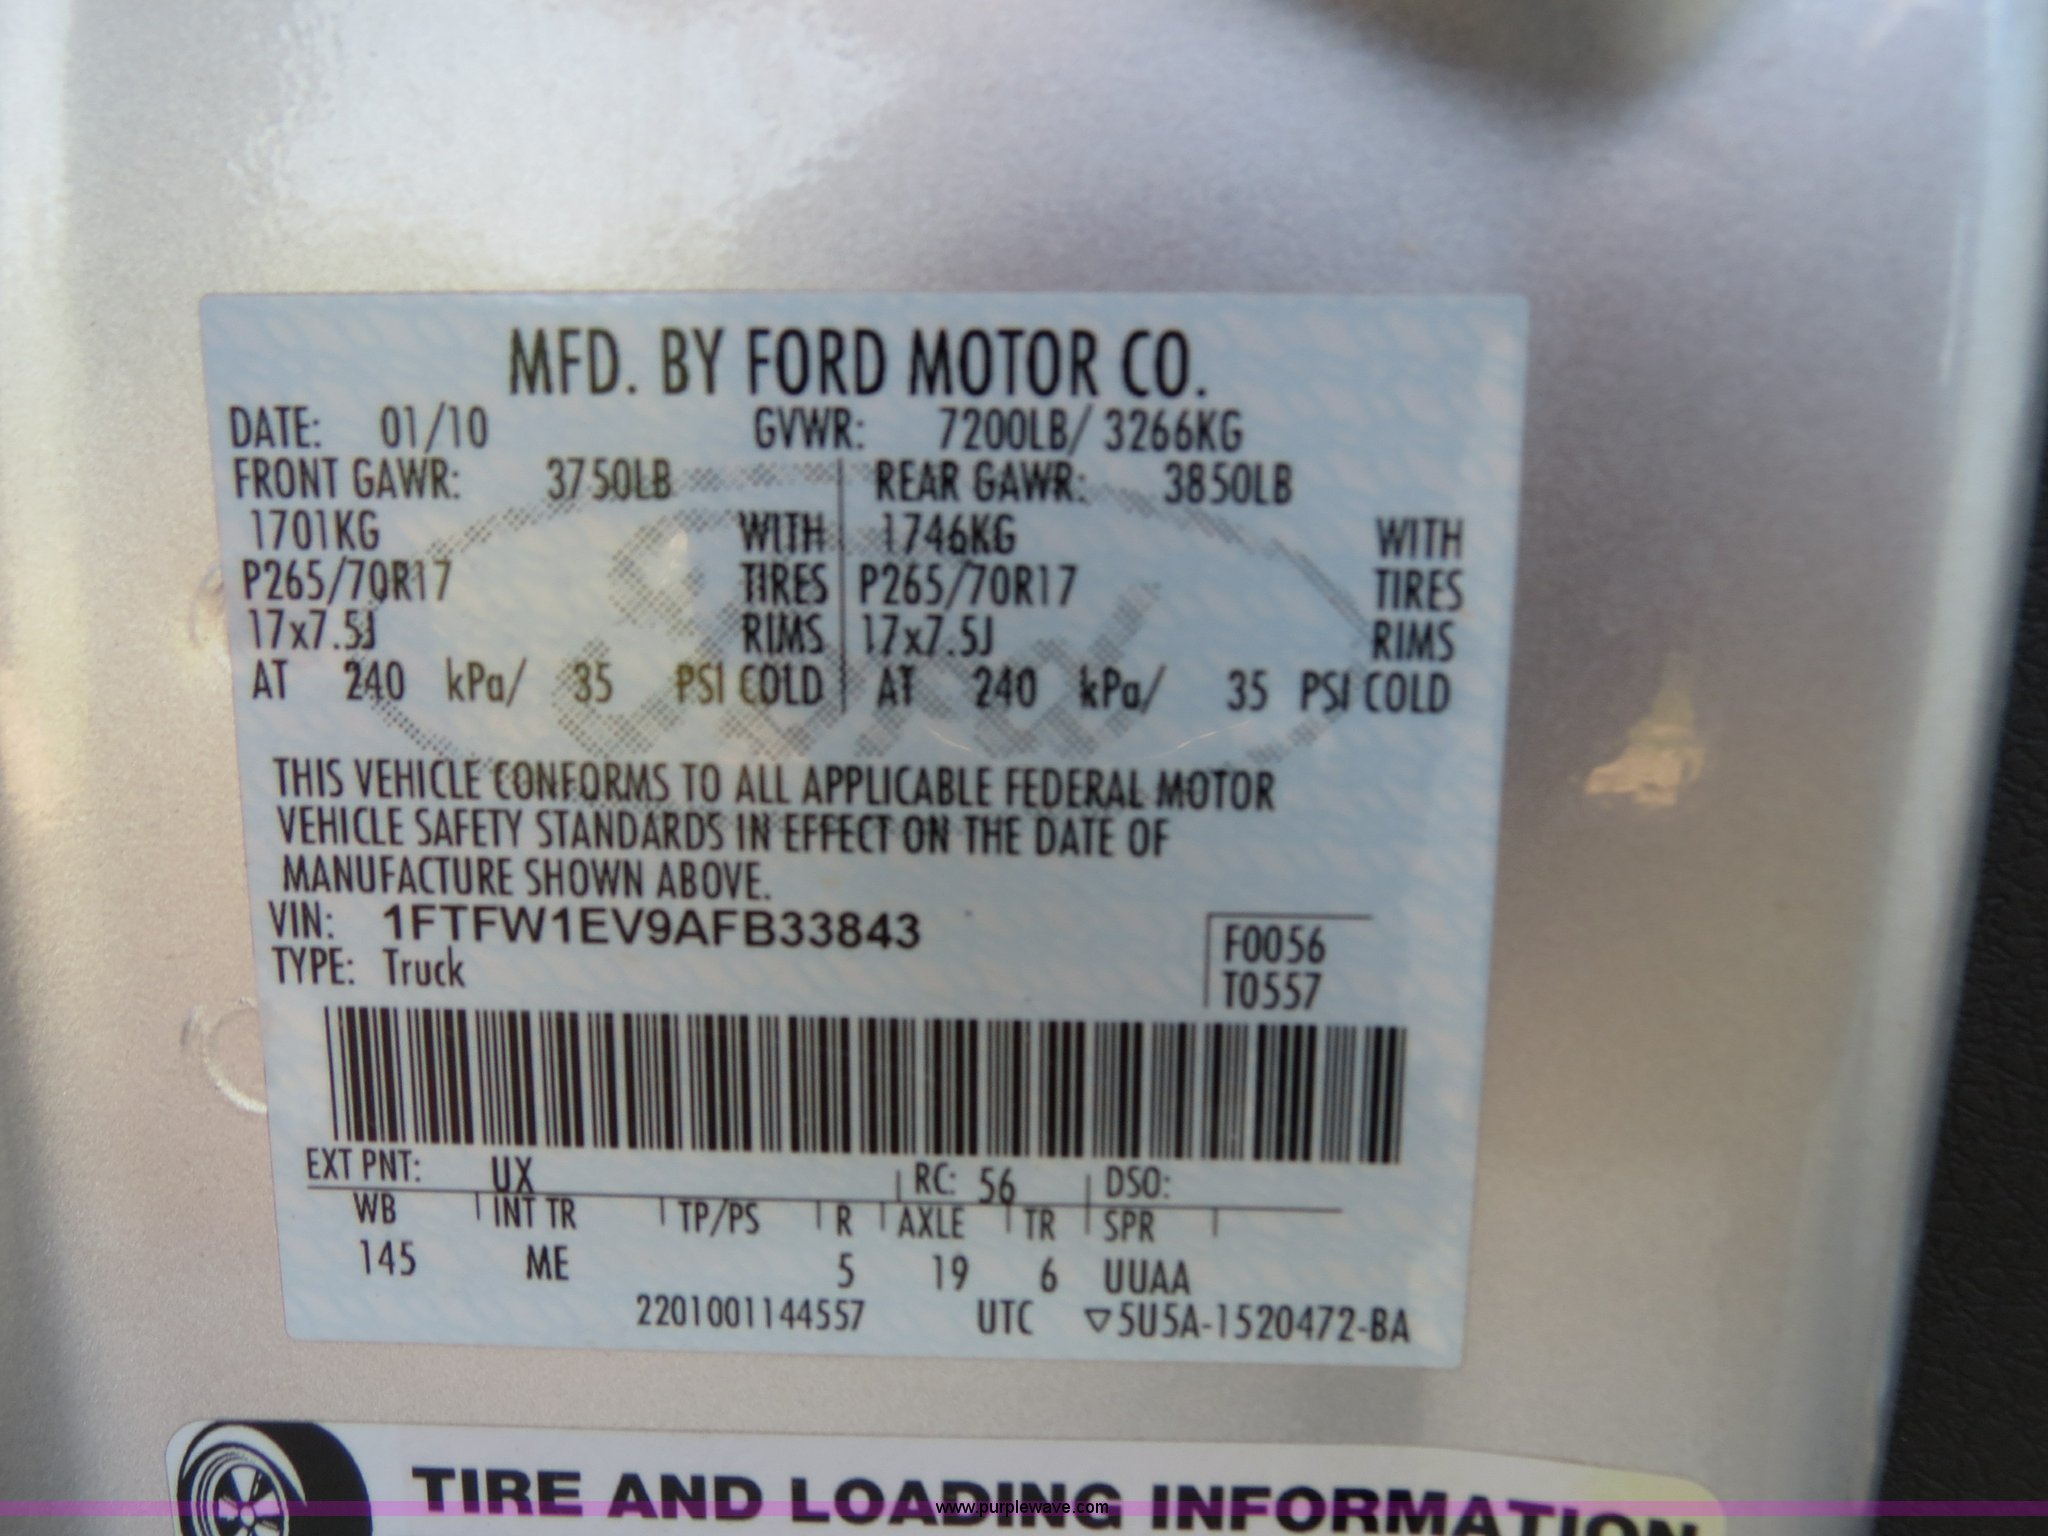 MFD. BY FORD MOTOR CO.
DATE: 01/10 GVWR: 7200LB/ 3266KG
FRONT GAWR: 3750LB REAR GAWR: 3850LB
1701KG WITH 1746KG WITH
P265/70R17 TIRES P265/70R17 TIRES
17x7.5J RIMS 17x7.5J RIMS
AT 240 kPa/ 35 PSI COLD AT 240 kPa/ 35 PSI COLD
THIS VEHICLE CONFORMS TO ALL APPLICABLE FEDERAL MOTOR
VEHICLE SAFETY STANDARDS IN EFFECT ON THE DATE OF
MANUFACTURE SHOWN ABOVE.
VIN: 1FTFW1EV9AFB33843
TYPE: Truck
F0056
T0557
EXT PNT: UX RC: 56 DSO:
WB INT TR TP/PS R AXLE TR SPR
145 ME 5 19 6 UUAA
2201001144557 UTC ▽5U5A-1520472-BA
TIRE AND LOADING INFORMATION
www.purplewave.com